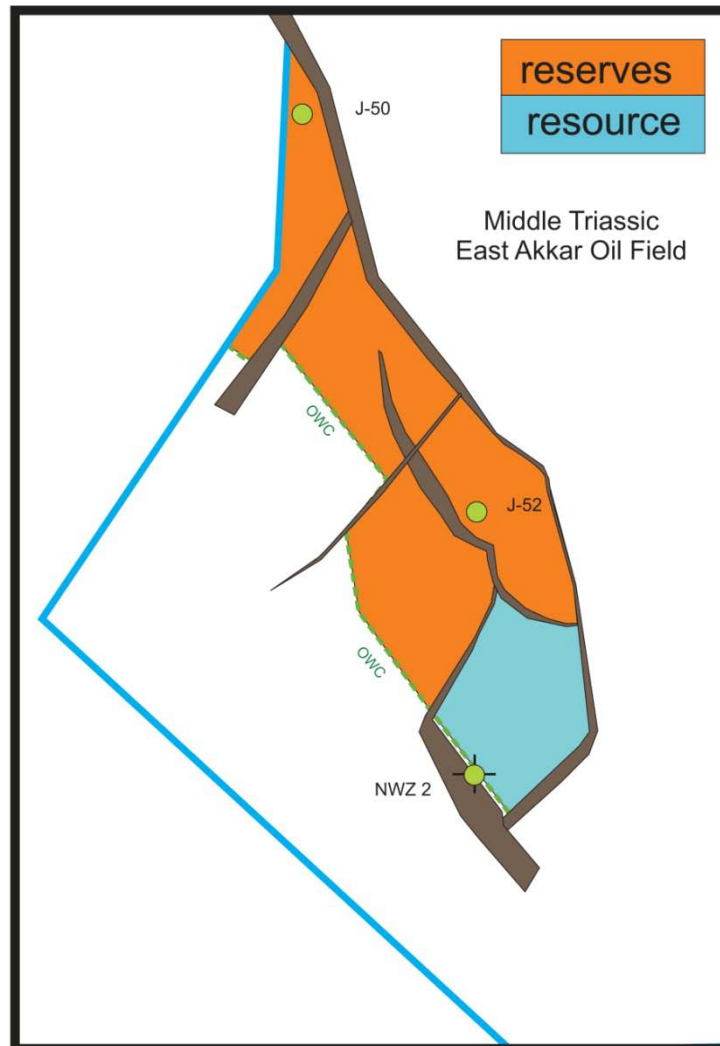 reserves
resource
J-50
Middle Triassic
East Akkar Oil Field
OWC
J-52
OWC
NWZ 2